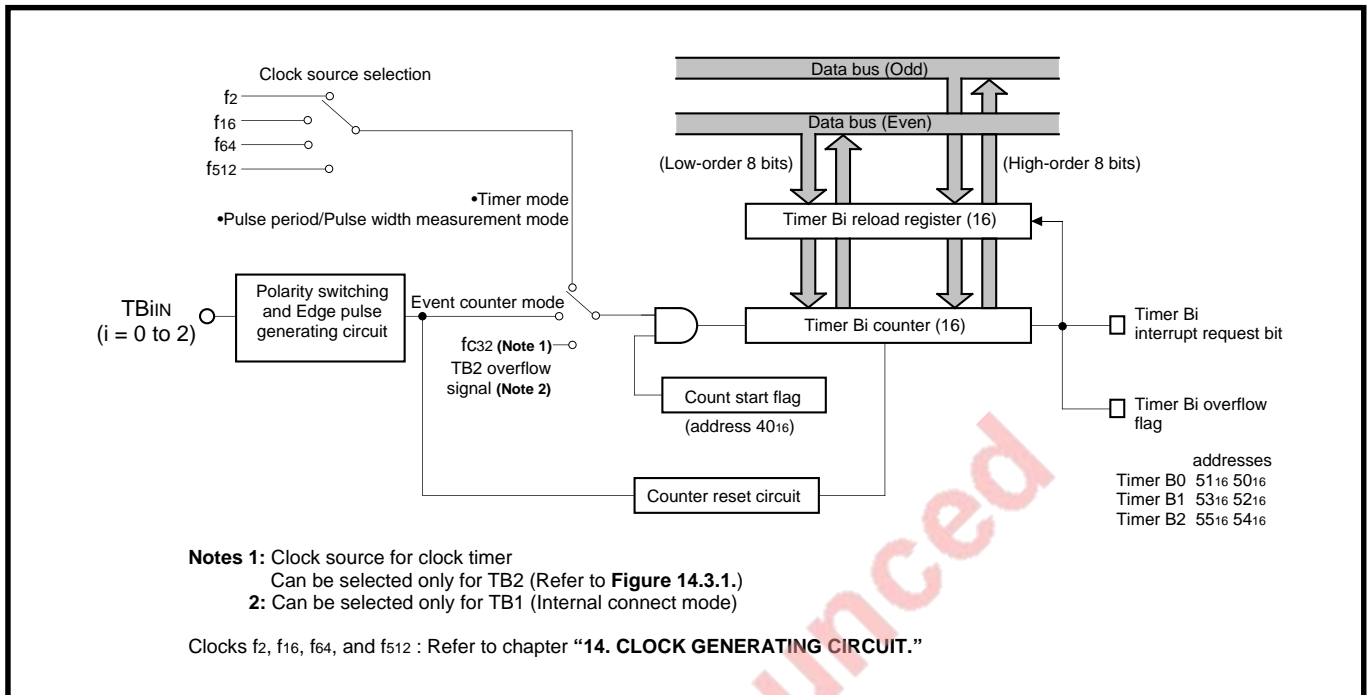 Clock source selection
f2
f16
f64
f512
Data bus (Odd)
Data bus (Even)
(Low-order 8 bits)
(High-order 8 bits)
•Timer mode
•Pulse period/Pulse width measurement mode
Timer Bi reload register (16)
TBiIN
(i = 0 to 2)
Polarity switching
and Edge pulse
generating circuit
Event counter mode
fC32 (Note 1)
TB2 overflow
signal (Note 2)
Timer Bi counter (16)
Timer Bi
interrupt request bit
Count start flag
(address 4016)
Timer Bi overflow
flag
Counter reset circuit
addresses
Timer B0 5116 5016
Timer B1 5316 5216
Timer B2 5516 5416
Notes 1: Clock source for clock timer
Can be selected only for TB2 (Refer to Figure 14.3.1.)
2: Can be selected only for TB1 (Internal connect mode)
Clocks f2, f16, f64, and f512 : Refer to chapter “14. CLOCK GENERATING CIRCUIT.”
unced